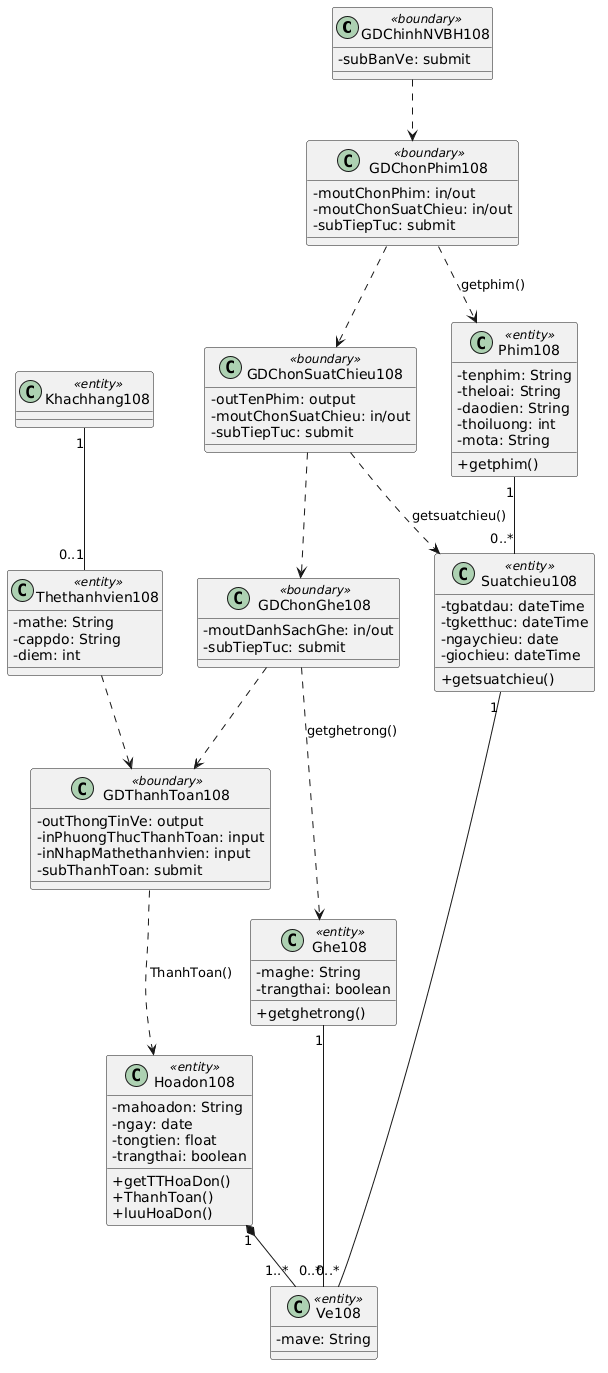 «boundary»
C GDChinhNVBH108
-subBanVe: submit
«boundary»
C GDChonPhim108
-moutChonPhim: in/out
-moutChonSuatChieu: in/out
-subTiepTuc: submit
getphim()
«entity»
C Phim108
-tenphim: String
-theloai: String
-daodien: String
-thoiluong: int
-mota: String
+getphim()
«boundary»
C GDChonSuatChieu108
-outTenPhim: output
-moutChonSuatChieu: in/out
-subTiepTuc: submit
«entity»
C Khachhang108
1
0..1
1
0..*
getsuatchieu()
«entity»
C Suatchieu108
-tgbatdau: dateTime
-tgketthuc: dateTime
-ngaychieu: date
-giochieu: dateTime
+getsuatchieu()
«entity»
C Thethanhvien108
-mathe: String
-cappdo: String
-diem: int
«boundary»
C GDChonGhe108
-moutDanhSachGhe: in/out
-subTiepTuc: submit
1
getghetrong()
«boundary»
C GDThanhToan108
-outThongTinVe: output
-inPhuongThucThanhToan: input
-inNhapMathethanhvien: input
-subThanhToan: submit
ThanhToan()
«entity»
C Ghe108
-maghe: String
-trangthai: boolean
+getghetrong()
1
«entity»
C Hoadon108
-mahoadon: String
-ngay: date
-tongtien: float
-trangthai: boolean
+getTTHoaDon()
+ThanhToan()
+luuHoaDon()
1
1..*
0..*
0..*
«entity»
C Ve108
-mave: String